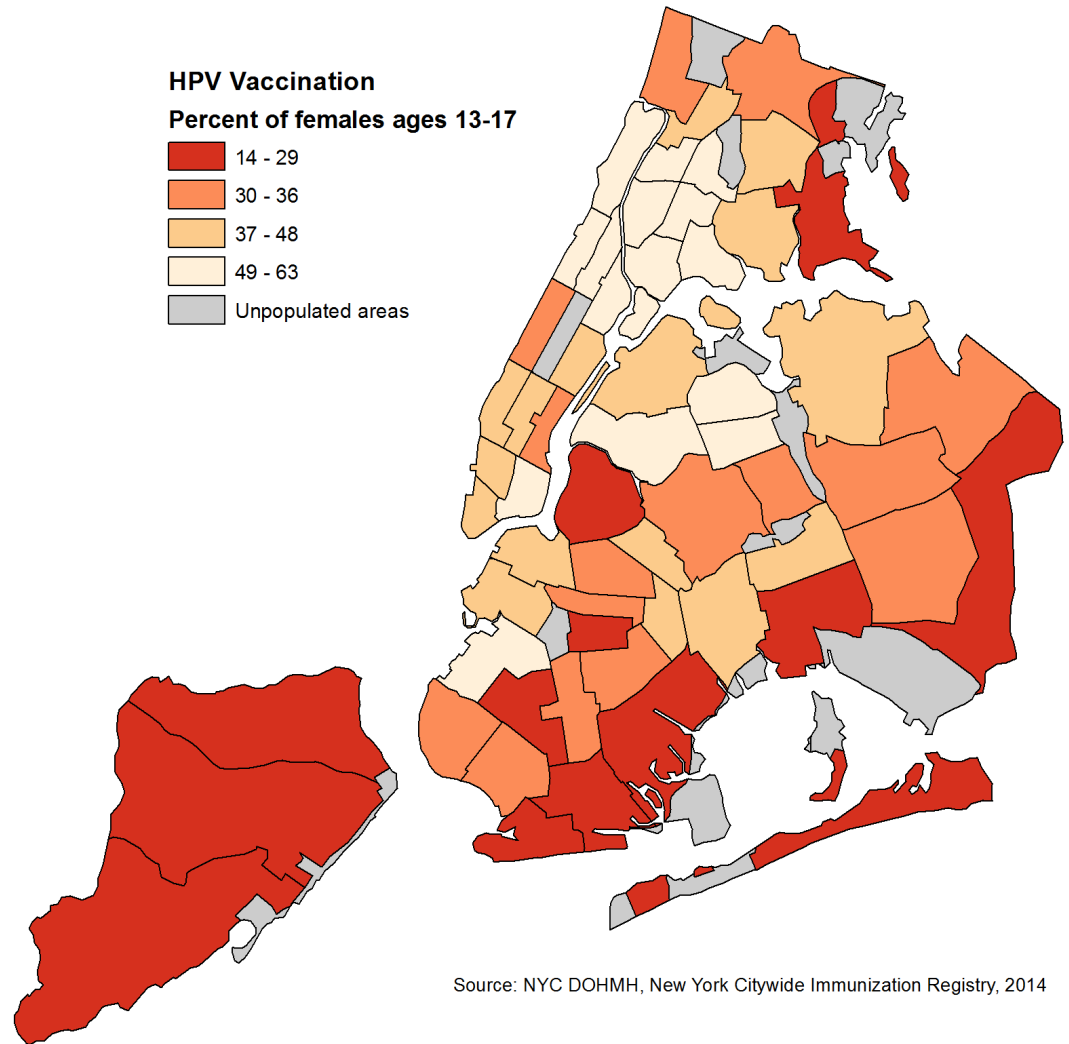 HPV Vaccination
Percent of females ages 13-17
14 - 29
30 - 36
37 - 48
49 - 63
Unpopulated areas
Source: NYC DOHMH, New York Citywide Immunization Registry, 2014